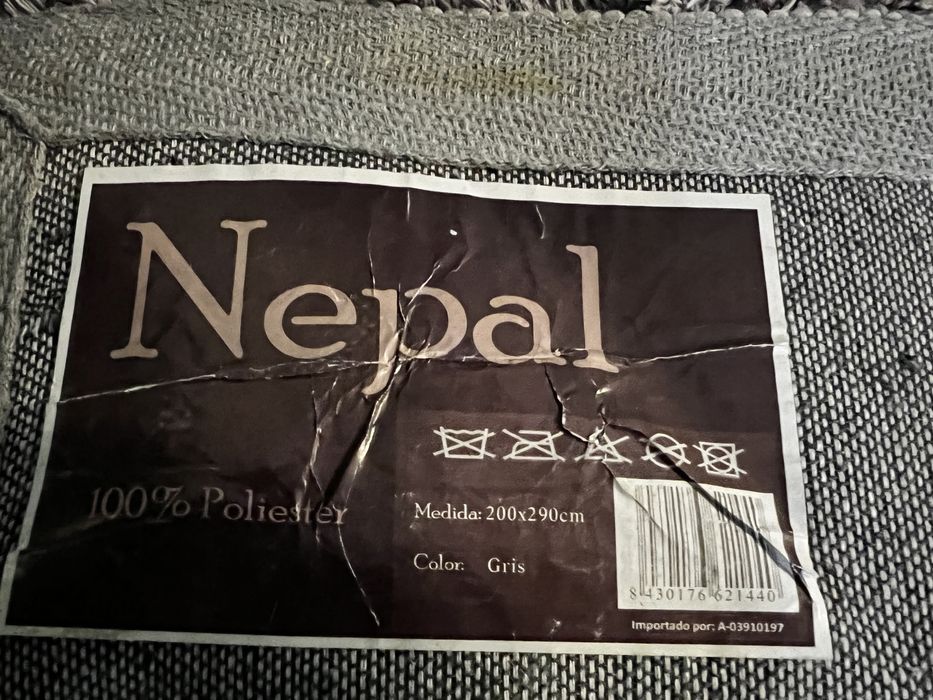 Nepal
100% Poliester
Medida: 200x290cm
Color: Gris
8 430176 621440
Importado por: A-03910197